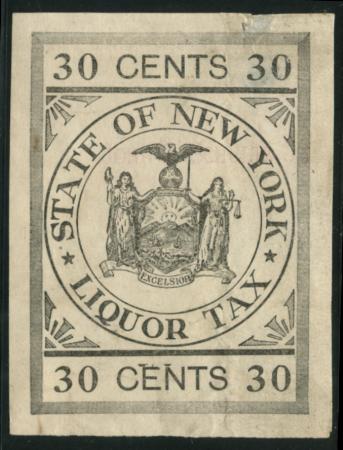 30 CENTS 30
STATE OF NEW YORK
EXCELSIOR
★ LIQUOR TAX ★
30 CENTS 30